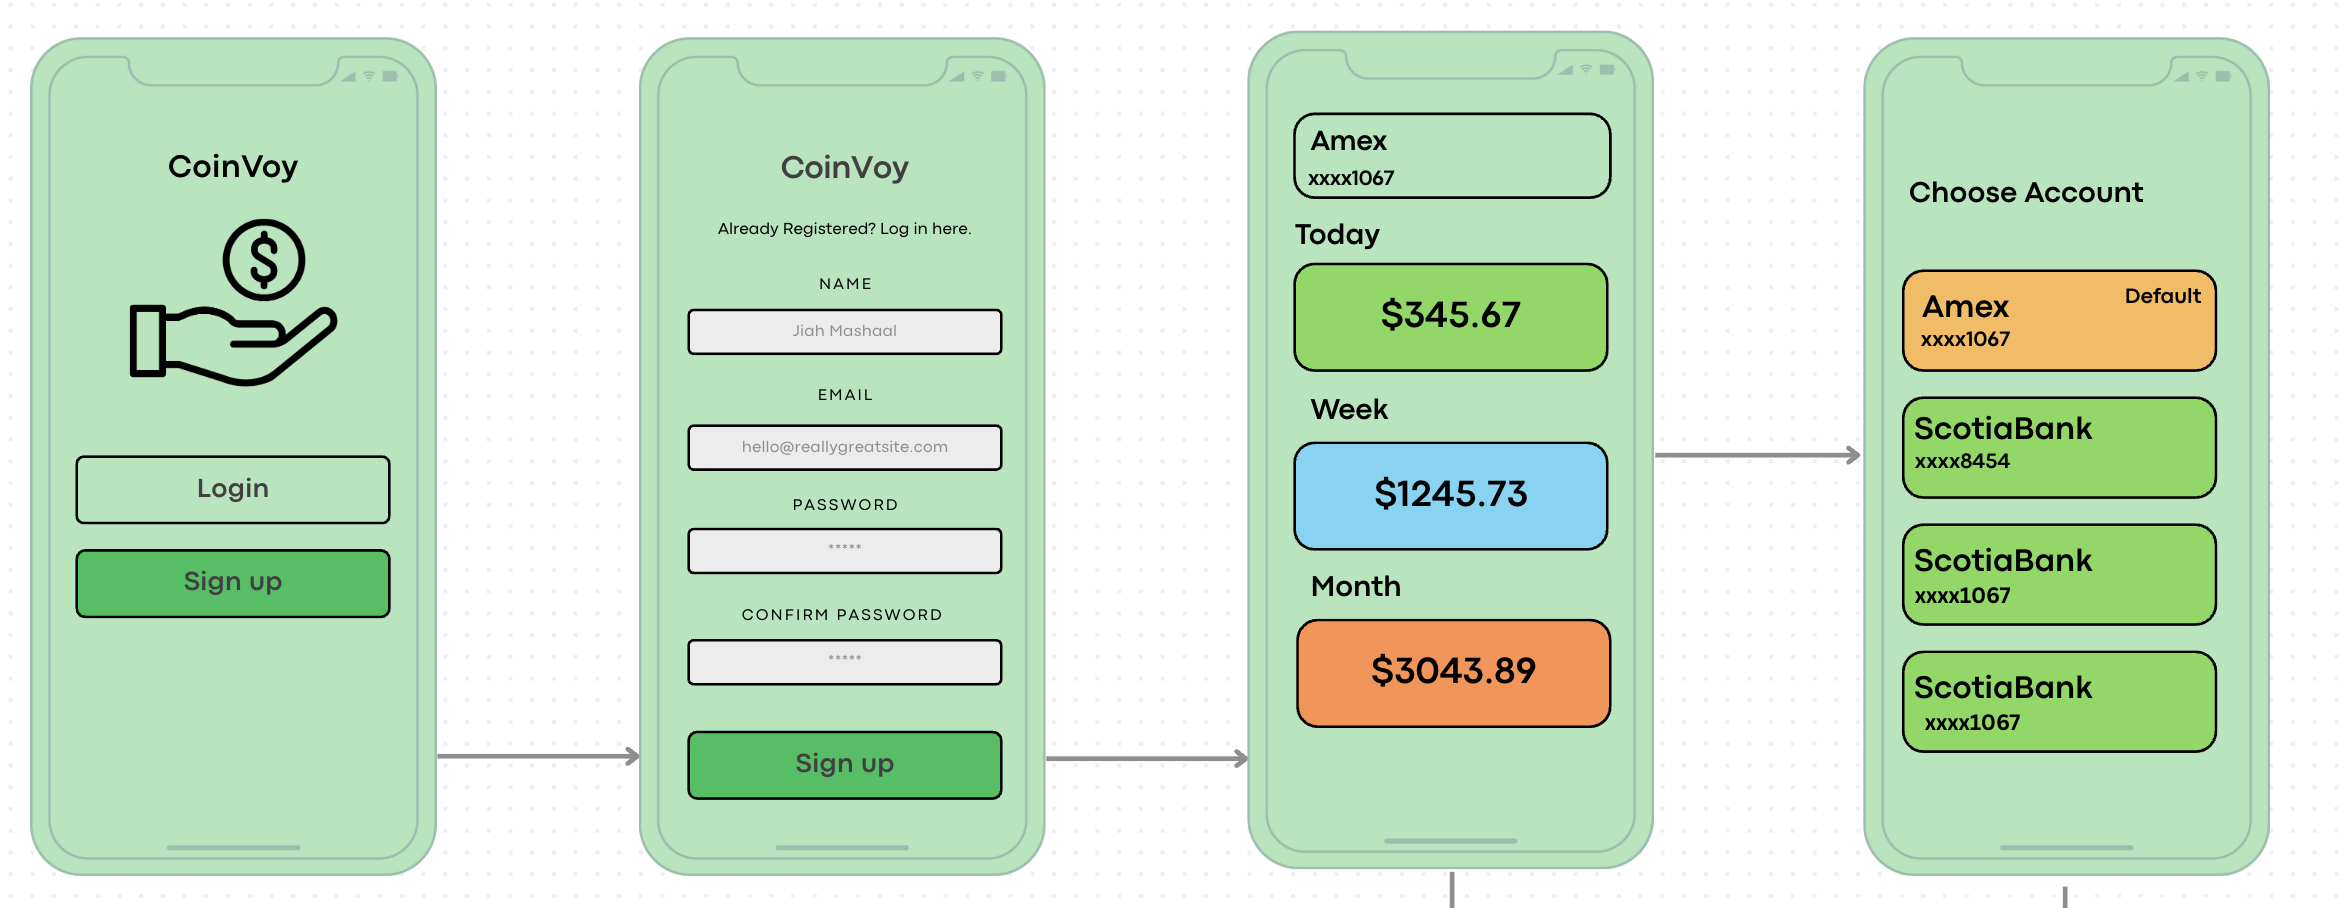 CoinVoy
Login
Sign up
CoinVoy
Already Registered? Log in here.
NAME
Jiah Mashaal
EMAIL
hello@reallygreatsite.com
PASSWORD
*****
CONFIRM PASSWORD
*****
Sign up
Amex
xxxx1067
Today
$345.67
Week
$1245.73
Month
$3043.89
Choose Account
Amex
Default
xxxx1067
ScotiaBank
xxxx8454
ScotiaBank
xxxx1067
ScotiaBank
xxxx1067